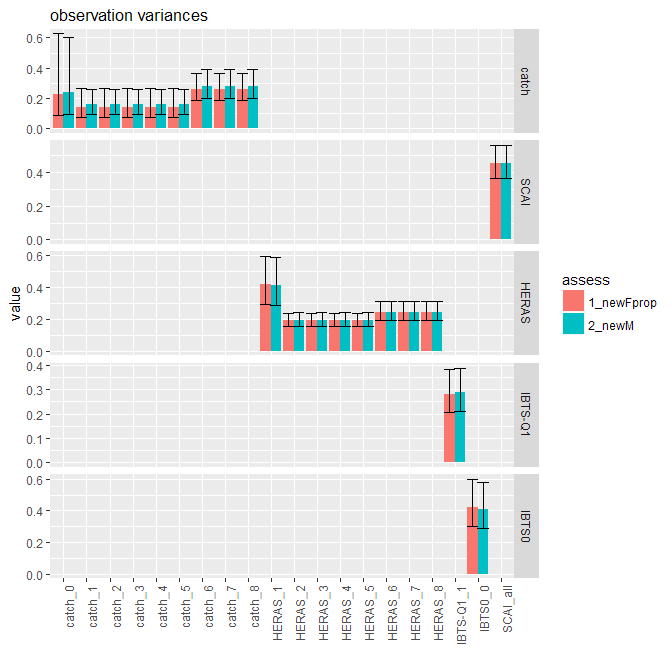 observation variances
0.6
0.4
0.2
0.0
catch
0.4
0.2
0.0
SCAI
0.6
0.4
0.2
0.0
HERAS
0.4
0.3
0.2
0.1
0.0
IBTS-Q1
0.6
0.4
0.2
0.0
IBTS0
value
catch_0
catch_1
catch_2
catch_3
catch_4
catch_5
catch_6
catch_7
catch_8
HERAS_1
HERAS_2
HERAS_3
HERAS_4
HERAS_5
HERAS_6
HERAS_7
HERAS_8
IBTS-Q1_1
IBTS0_0
SCAI_all
assess
1_newFprop
2_newM